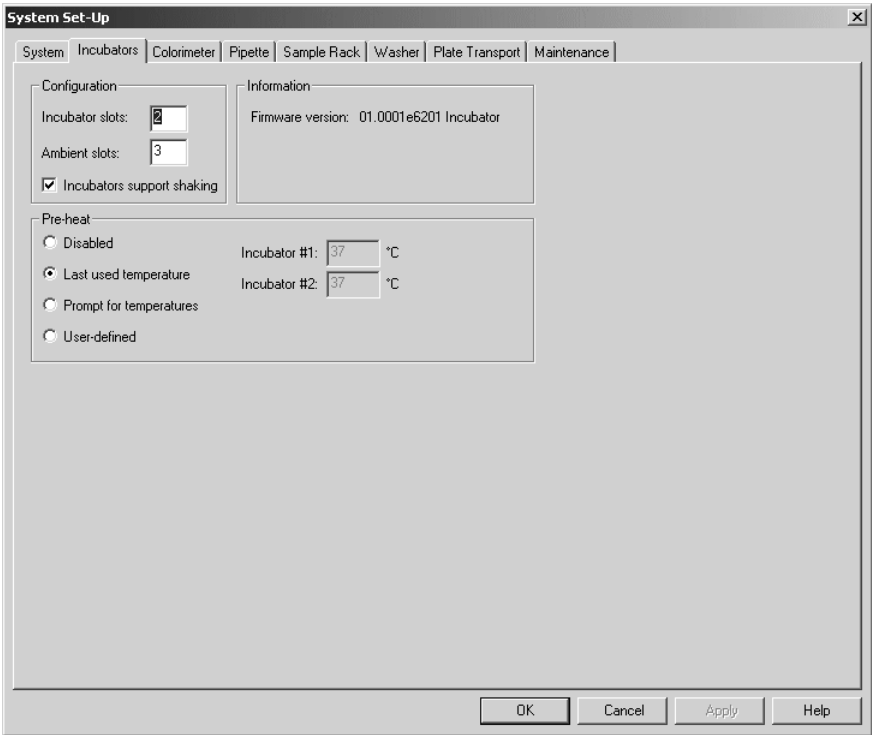 System Set-Up
System Incubators Colorimeter Pipette Sample Rack Washer Plate Transport Maintenance
Configuration
Incubator slots: 2
Ambient slots: 3
Incubators support shaking
Information
Firmware version: 01.0001e6201 Incubator
Pre-heat
Disabled
Last used temperature
Prompt for temperatures
User-defined
Incubator #1: 37 °C
Incubator #2: 37 °C
OK Cancel Apply Help